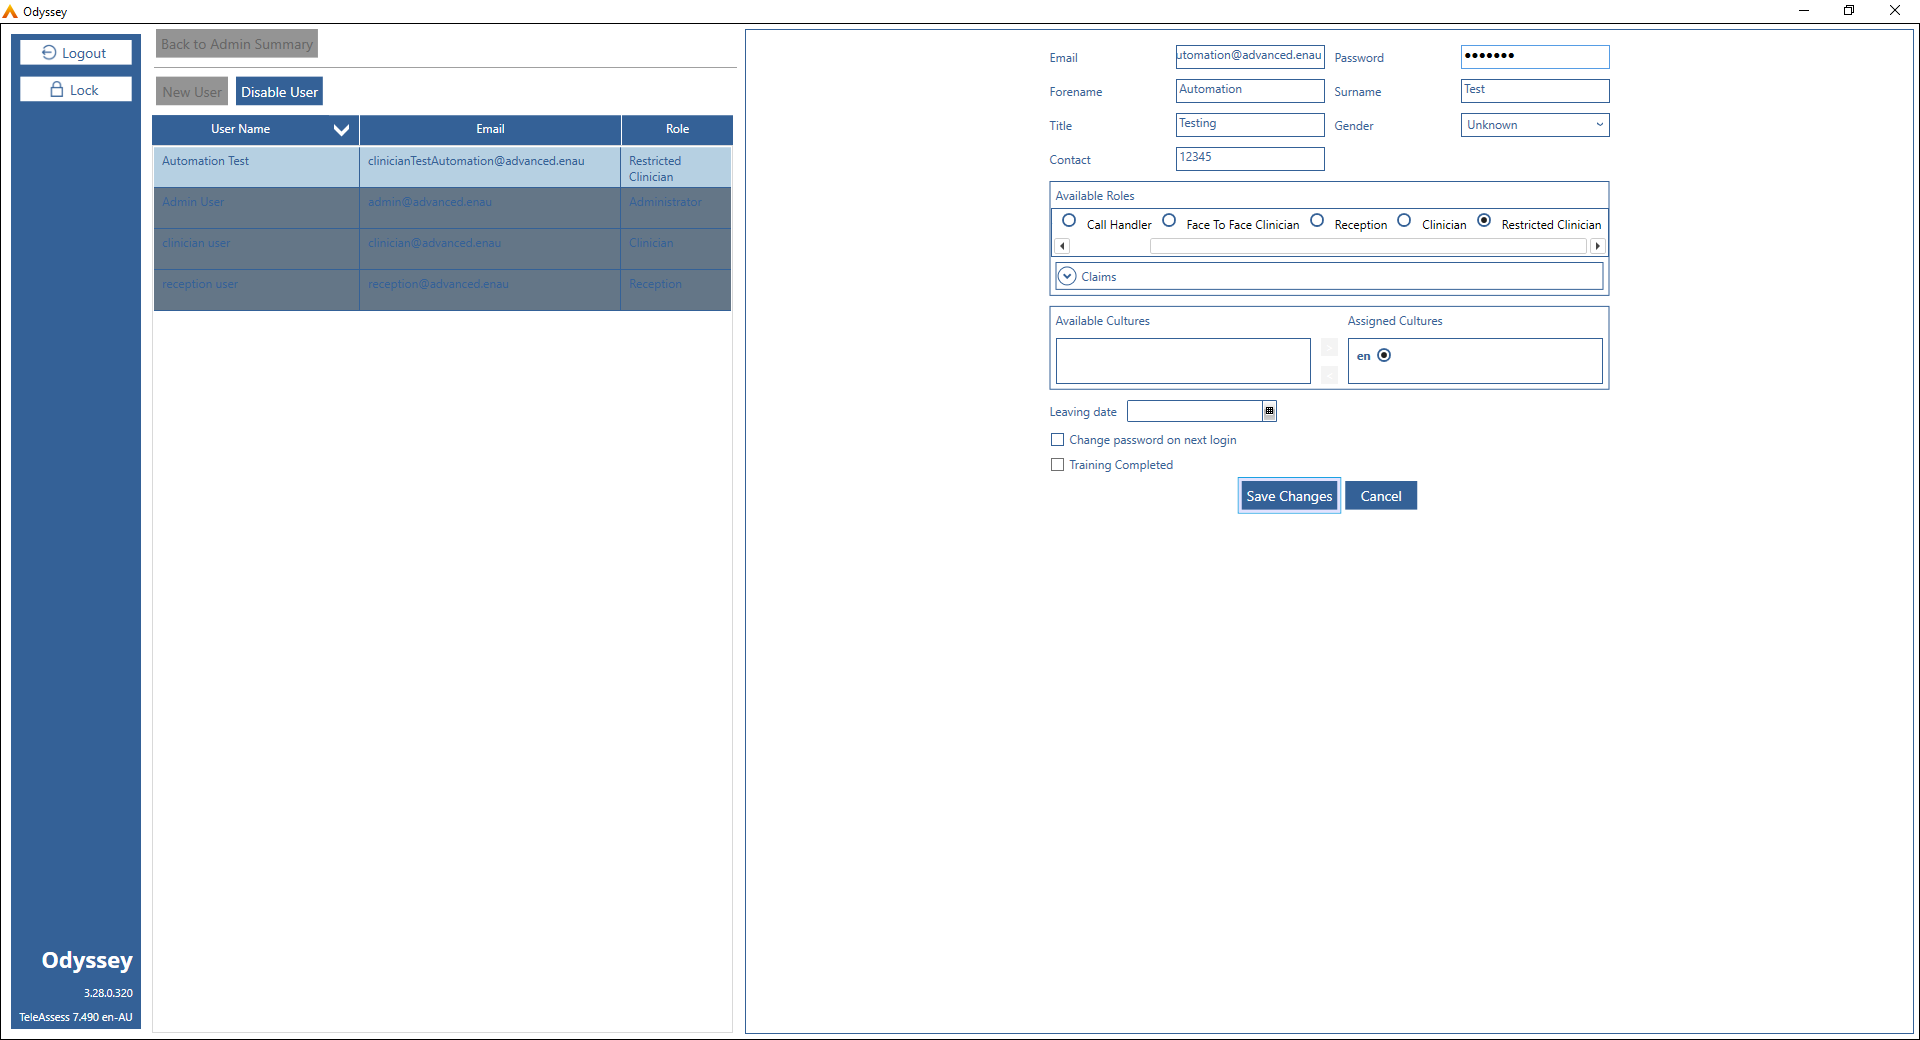 Odyssey
Logout
Lock
Back to Admin Summary
New User
Disable User
User Name
Email
Role
Automation Test
clinicianTestAutomation@advanced.enau
Restricted
Clinician
Admin User
admin@advanced.enau
Administrator
clinician user
clinician@advanced.enau
Clinician
reception user
reception@advanced.enau
Reception
Email
utomation@advanced.enau
Password
Forename
Automation
Surname
Test
Title
Testing
Gender
Unknown
Contact
12345
Available Roles
Call Handler
Face To Face Clinician
Reception
Clinician
Restricted Clinician
Claims
Available Cultures
Assigned Cultures
en
Leaving date
Change password on next login
Training Completed
Save Changes
Cancel
Odyssey
3.28.0.320
TeleAssess 7.490 en-AU